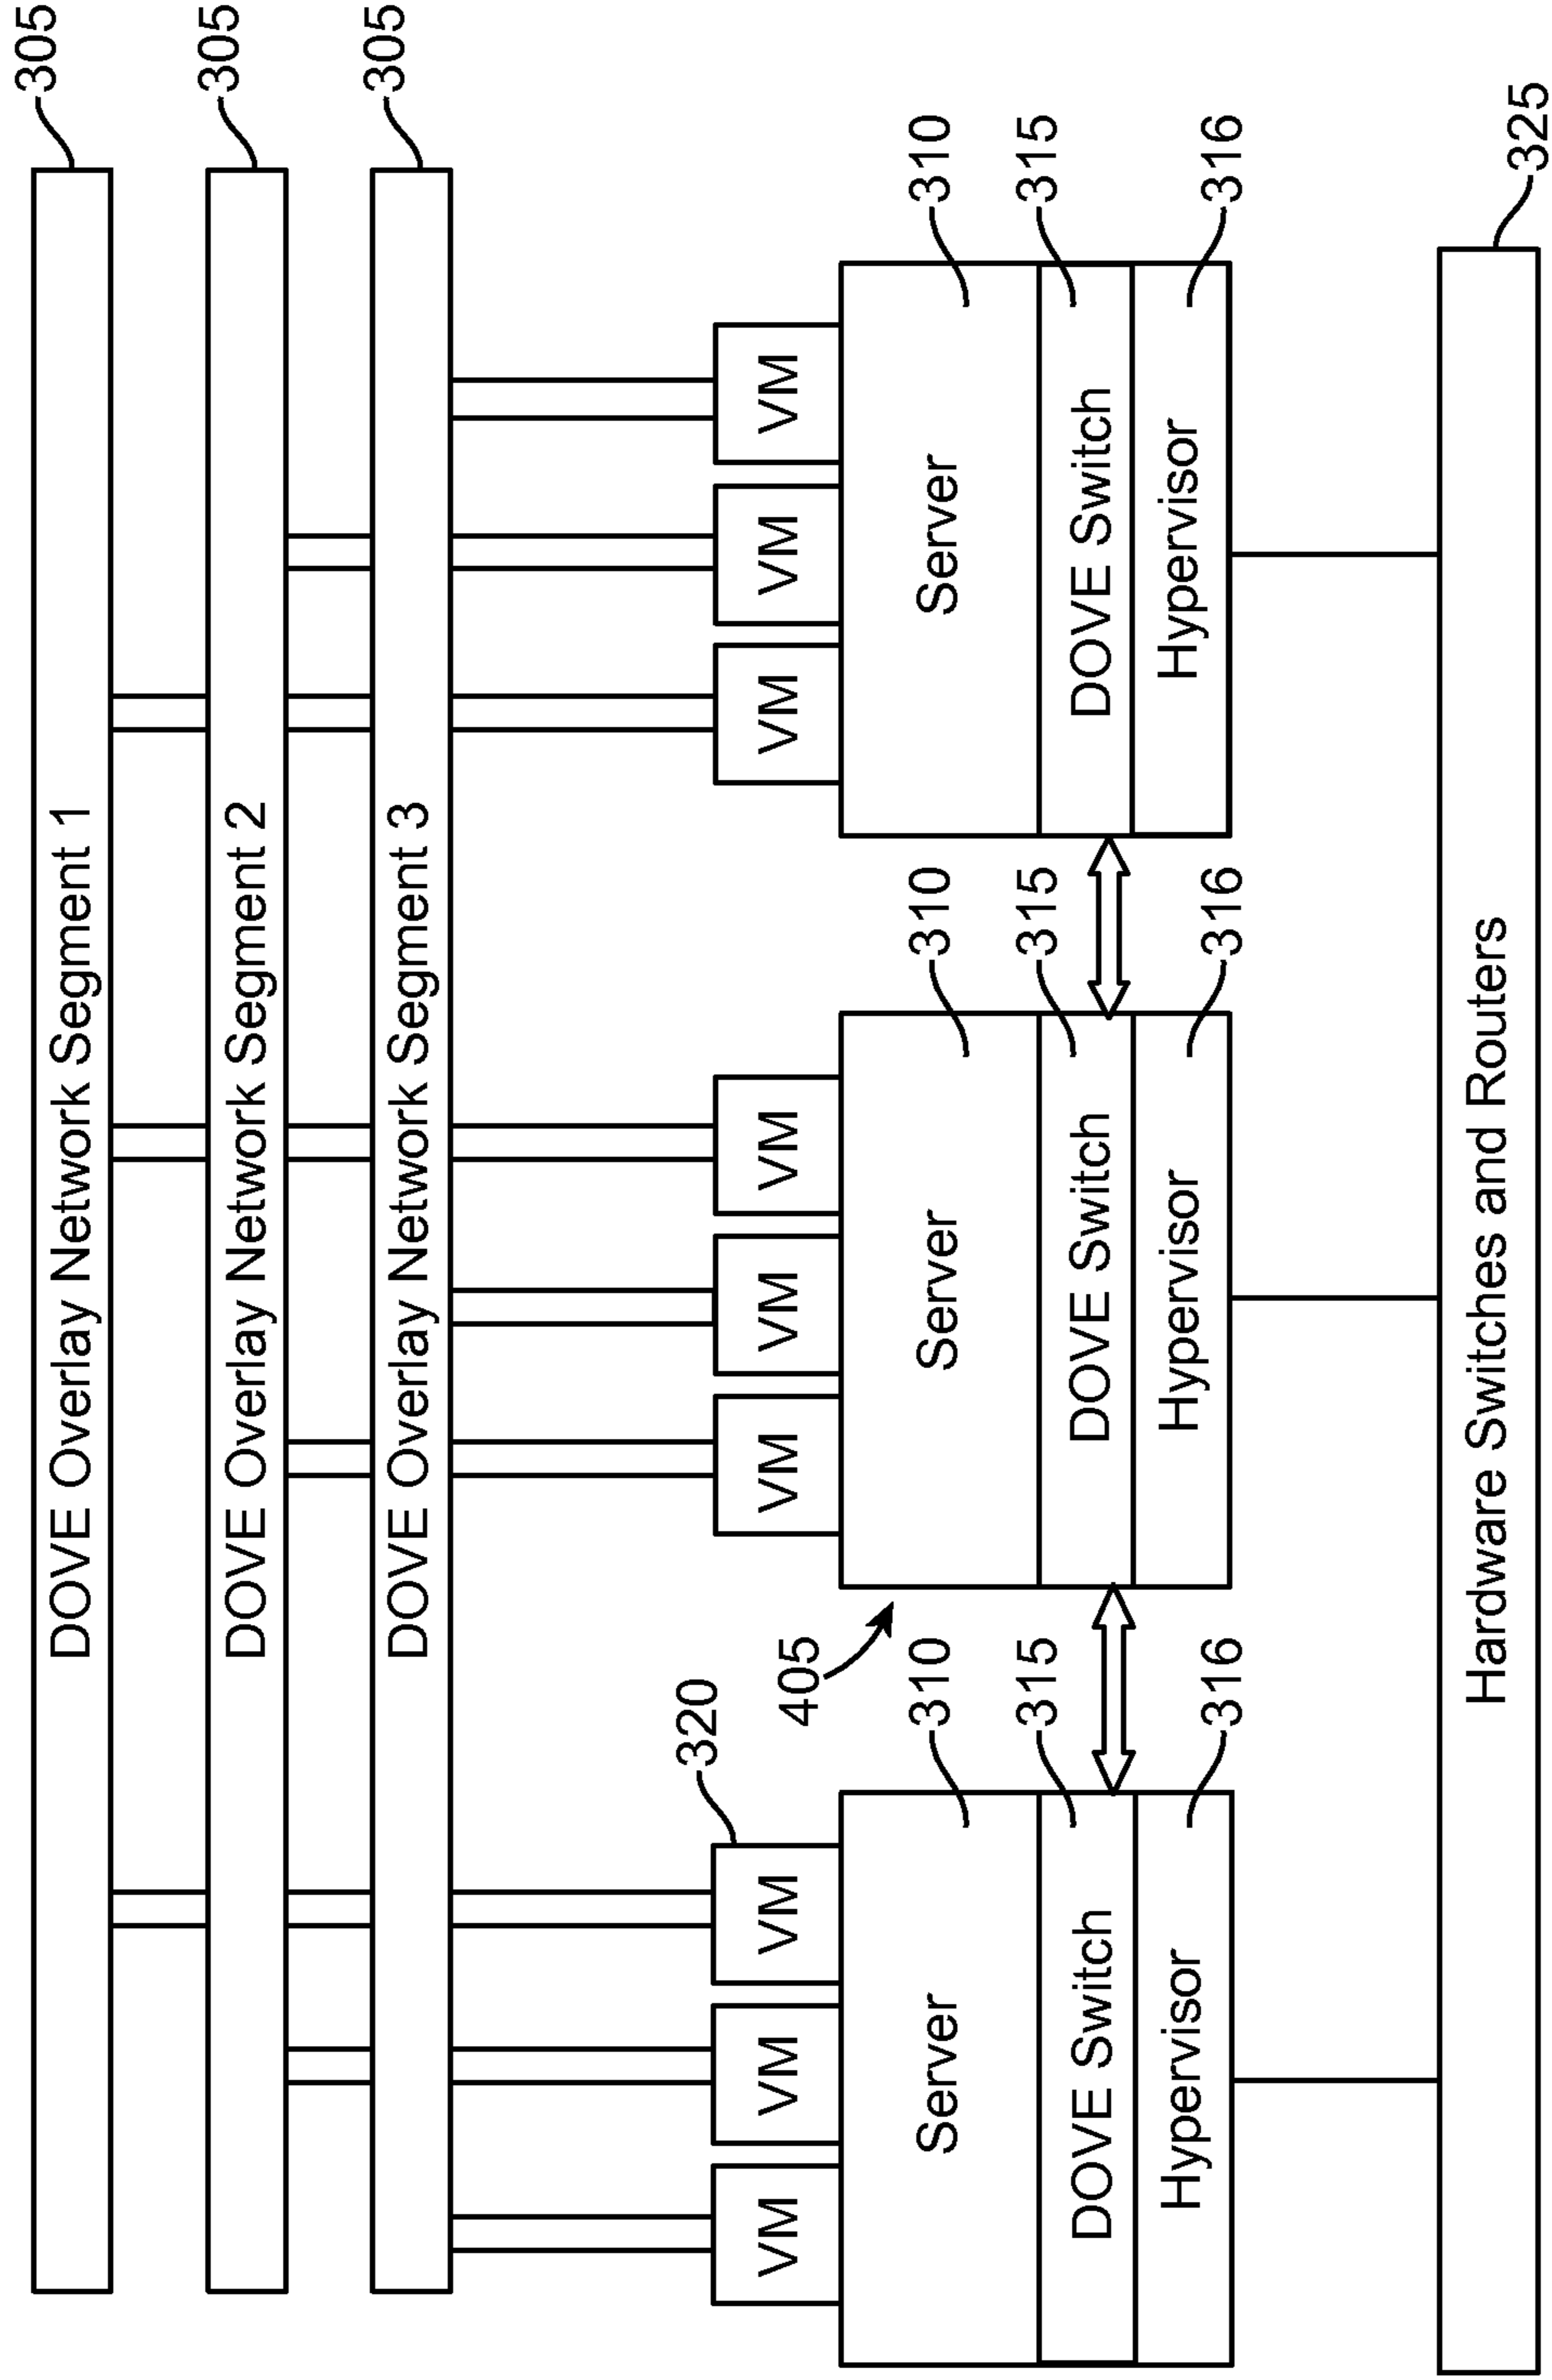 305
DOVE Overlay Network Segment 1
305
DOVE Overlay Network Segment 2
305
DOVE Overlay Network Segment 3
320
VM
VM
VM
VM
VM
VM
VM
VM
VM
405
Server
310
Server
310
Server
310
DOVE Switch
315
DOVE Switch
315
DOVE Switch
315
Hypervisor
316
Hypervisor
316
Hypervisor
316
Hardware Switches and Routers
325